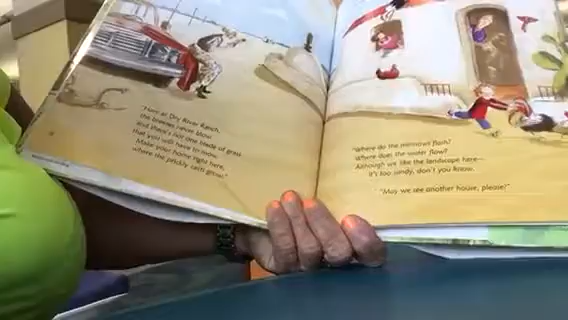 "Here at Dry River Ranch,
the breezes never blow.
And there's not one blade of grass
that you will have to mow.
Make your home right here,
where the prickly cacti grow."
"Where do the minnows flash?
Where does the water flow?
Although we like the landscape here—
it's too sandy, don't you know.
"May we see another house, please?"